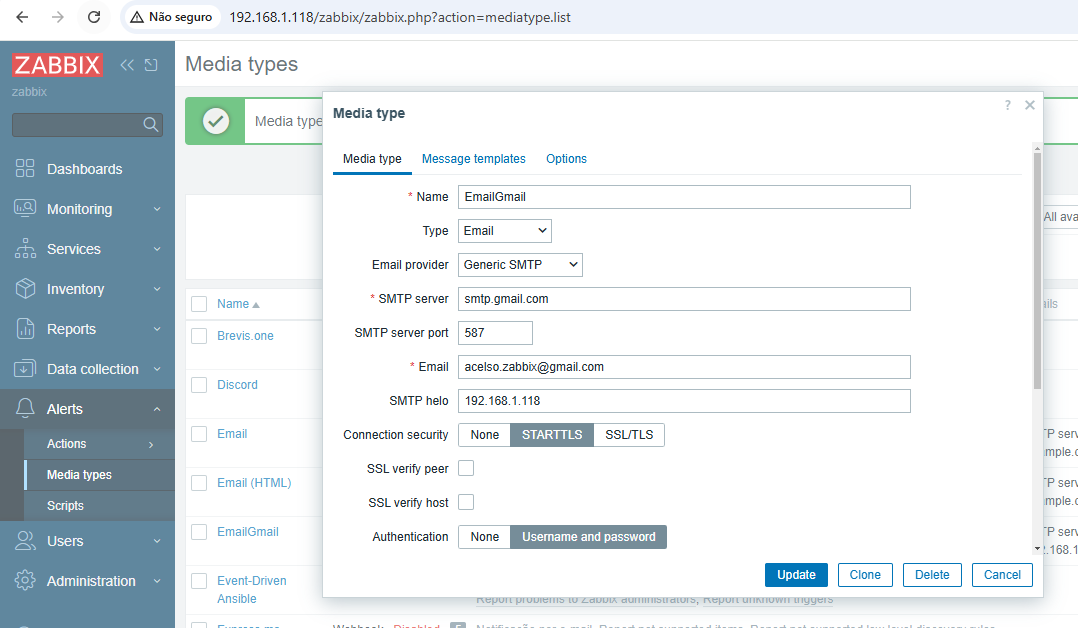 Não seguro 192.168.1.118/zabbix/zabbix.php?action=mediatype.list
ZABBIX
zabbix
Dashboards
Monitoring
Services
Inventory
Reports
Data collection
Alerts
Actions
Media types
Scripts
Users
Administration
Media types
Media type
All ava
Name
ils
Brevis.one
Discord
Email
TP serv
mple.c
Email (HTML)
TP serv
mple.c
EmailGmail
TP serv
2.168.1
Event-Driven
Ansible
Report problems to Zabbix administrators, Report unknown triggers
Media type
?
Media type Message templates Options
* Name EmailGmail
Type Email
Email provider Generic SMTP
* SMTP server smtp.gmail.com
SMTP server port 587
* Email acelso.zabbix@gmail.com
SMTP helo 192.168.1.118
Connection security None STARTTLS SSL/TLS
SSL verify peer
SSL verify host
Authentication None Username and password
Update Clone Delete Cancel